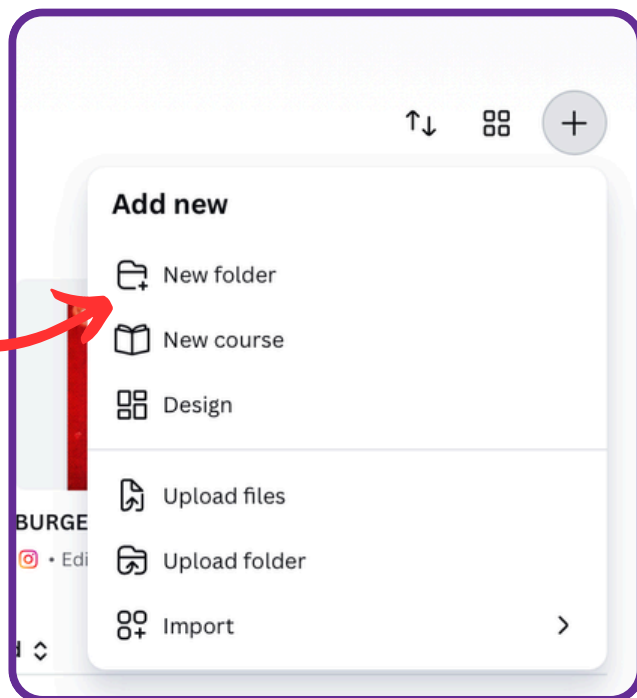 Add new
New folder
New course
Design
Upload files
BURGE
• Edi
Upload folder
Import